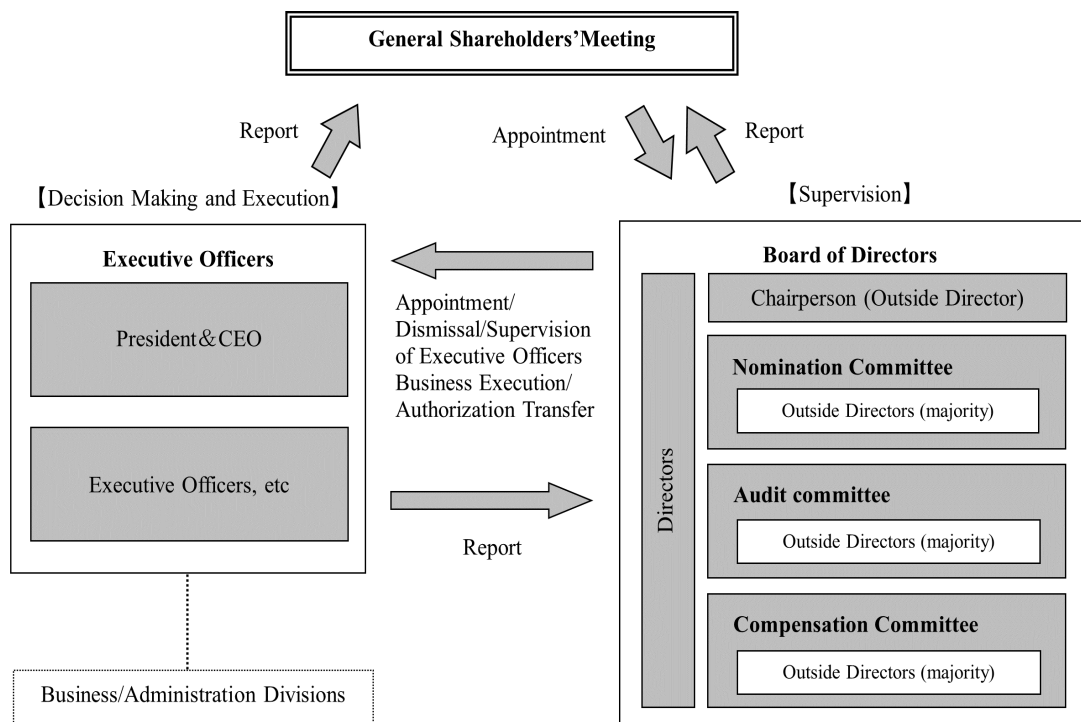 General Shareholders’Meeting
Report
Appointment
Report
【Decision Making and Execution】
【Supervision】
Executive Officers
President＆CEO
Executive Officers, etc
Appointment/
Dismissal/Supervision
of Executive Officers
Business Execution/
Authorization Transfer
Report
Board of Directors
Directors
Chairperson (Outside Director)
Nomination Committee
Outside Directors (majority)
Audit committee
Outside Directors (majority)
Compensation Committee
Outside Directors (majority)
Business/Administration Divisions